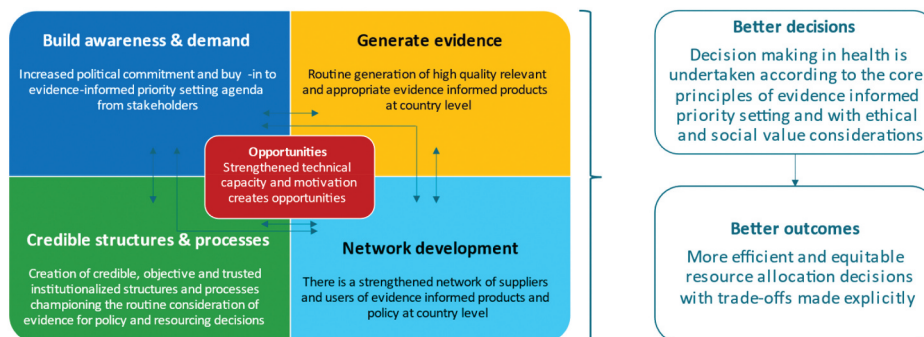 Build awareness & demand
Increased political commitment and buy -in to
evidence-informed priority setting agenda
from stakeholders
Generate evidence
Routine generation of high quality relevant
and appropriate evidence informed products
at country level
Opportunities
Strengthened technical
capacity and motivation
creates opportunities
Credible structures & processes
Creation of credible, objective and trusted
institutionalized structures and processes
championing the routine consideration of
evidence for policy and resourcing decisions
Network development
There is a strengthened network of suppliers
and users of evidence informed products and
policy at country level
Better decisions
Decision making in health is
undertaken according to the core
principles of evidence informed
priority setting and with ethical
and social value considerations
Better outcomes
More efficient and equitable
resource allocation decisions
with trade-offs made explicitly